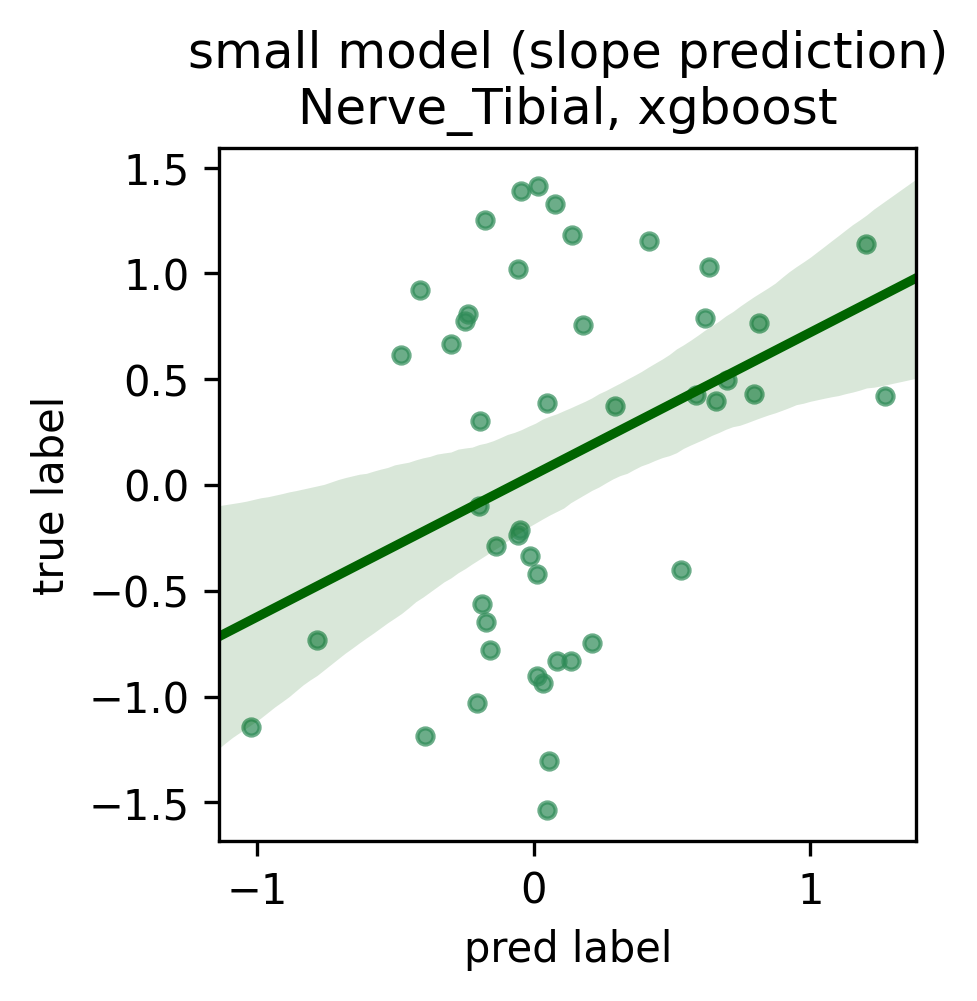 small model (slope prediction)
Nerve_Tibial, xgboost
1.5
1.0
0.5
0.0
−0.5
−1.0
−1.5
true label
−1
0
1
pred label